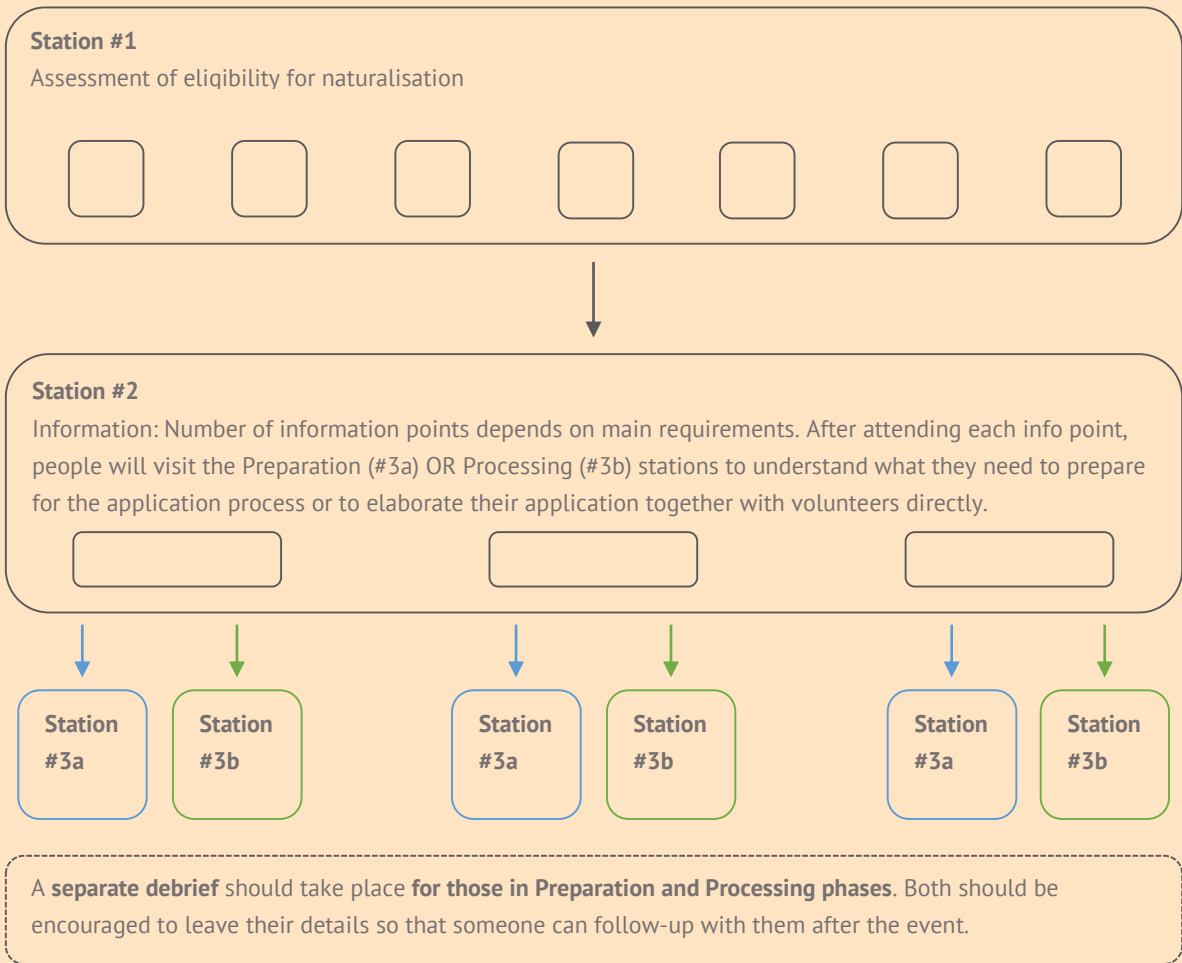 Station #1
Assessment of eligibility for naturalisation
Station #2
Information: Number of information points depends on main requirements. After attending each info point,
people will visit the Preparation (#3a) OR Processing (#3b) stations to understand what they need to prepare
for the application process or to elaborate their application together with volunteers directly.
Station
#3a
Station
#3b
Station
#3a
Station
#3b
Station
#3a
Station
#3b
A separate debrief should take place for those in Preparation and Processing phases. Both should be
encouraged to leave their details so that someone can follow-up with them after the event.